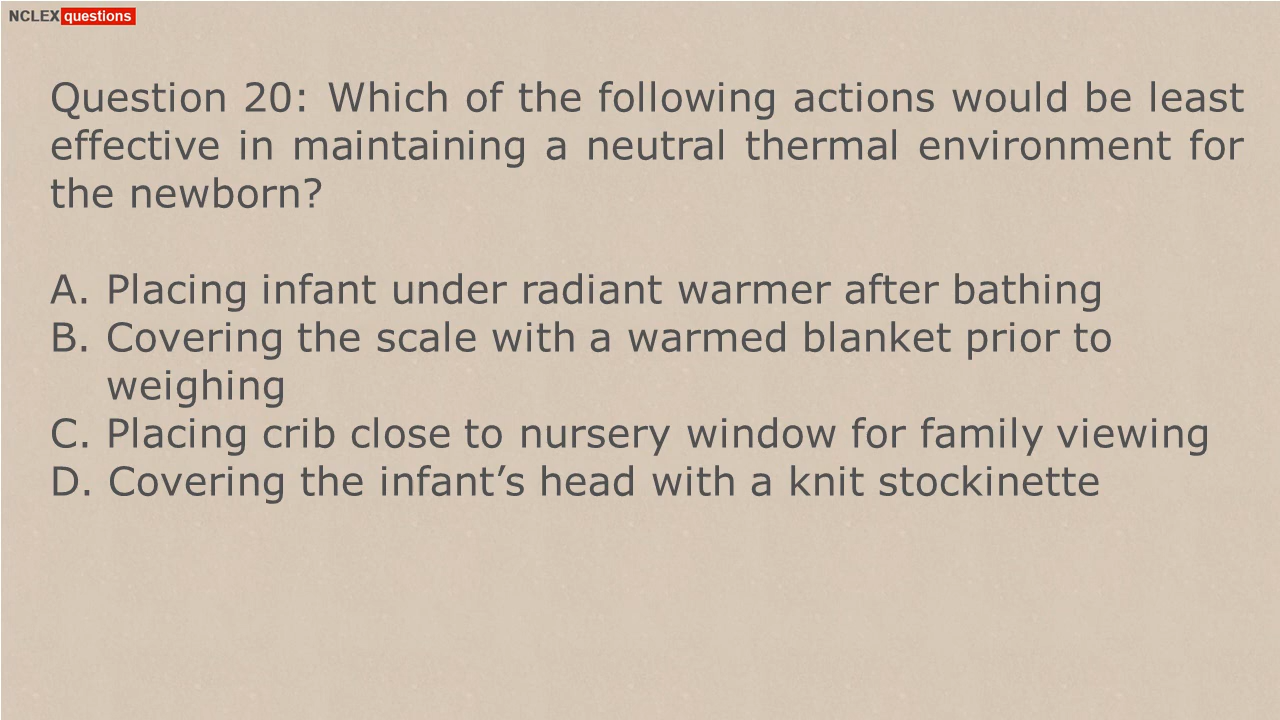 NCLEX questions
Question 20: Which of the following actions would be least
effective in maintaining a neutral thermal environment for
the newborn?
A. Placing infant under radiant warmer after bathing
B. Covering the scale with a warmed blanket prior to
weighing
C. Placing crib close to nursery window for family viewing
D. Covering the infant’s head with a knit stockinette